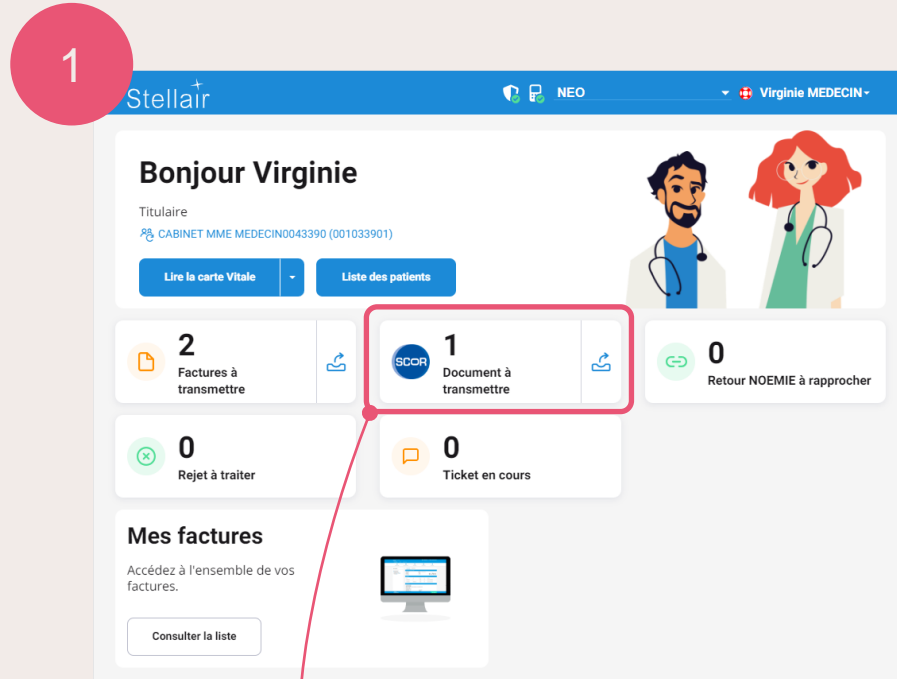 1
Stellair
NEO
Virginie MEDECIN
Bonjour Virginie
Titulaire
CABINET MME MEDECIN0043390 (001033901)
Lire la carte Vitale
Liste des patients
2
Factures à
transmettre
SCOR
1
Document à
transmettre
0
Retour NOEMIE à rapprocher
0
Rejet à traiter
0
Ticket en cours
Mes factures
Accédez à l'ensemble de vos
factures.
Consulter la liste